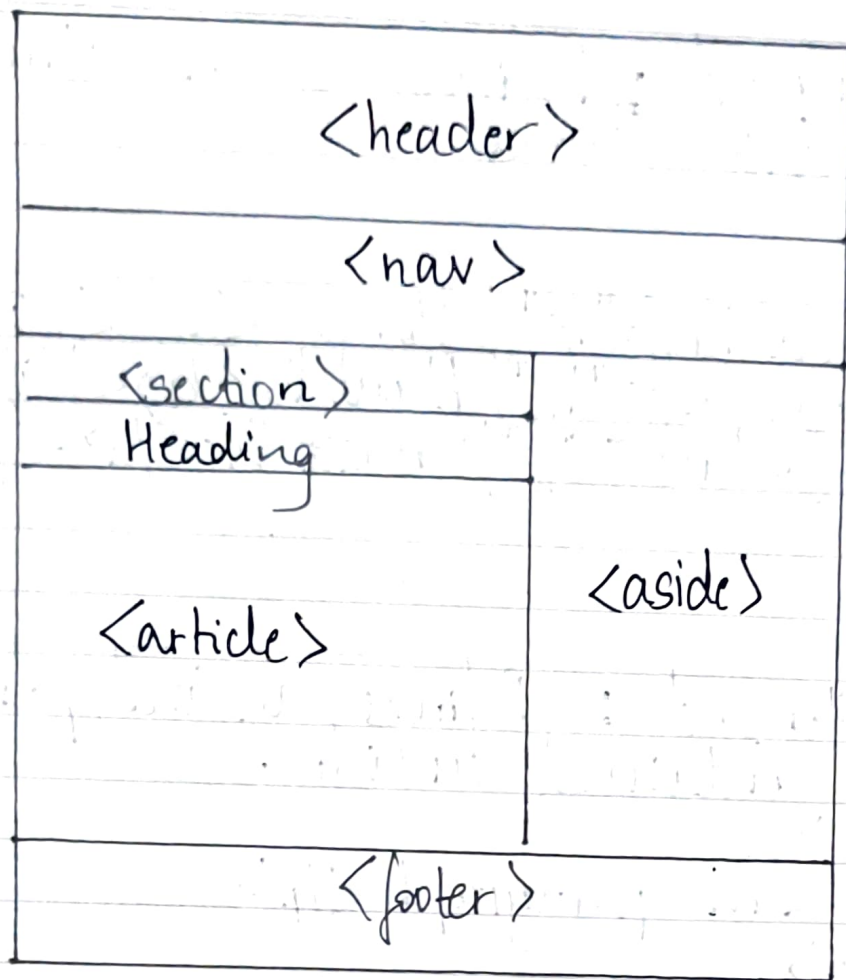 <header>
<nav>
<section>
Heading
<article>
<aside>
<footer>